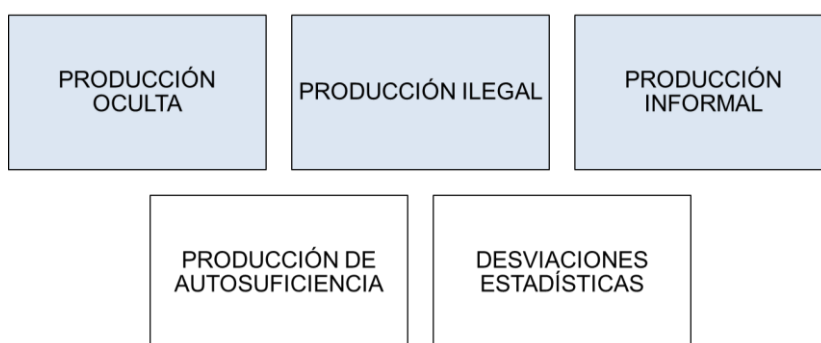 PRODUCCIÓN
OCULTA
PRODUCCIÓN ILEGAL
PRODUCCIÓN
INFORMAL
PRODUCCIÓN DE
AUTOSUFICIENCIA
DESVIACIONES
ESTADÍSTICAS